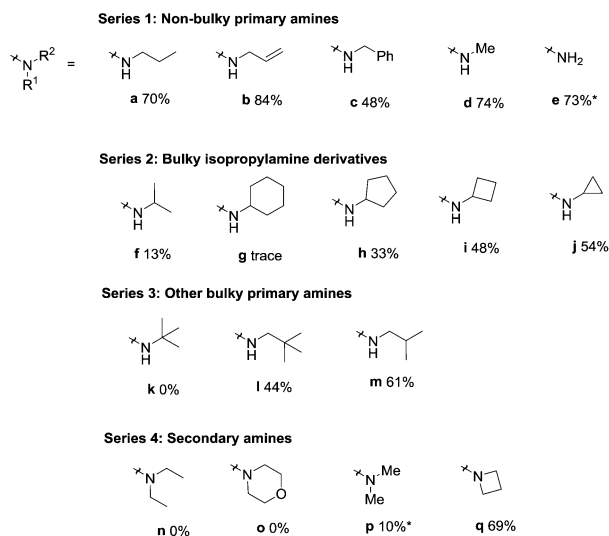 Series 1: Non-bulky primary amines
N R² R¹ =
N H
N H
N H Ph
N H Me
NH₂
a 70% b 84% c 48% d 74% e 73%*
Series 2: Bulky isopropylamine derivatives
N H
N H
N H
N H
N H
f 13% g trace h 33% i 48% j 54%
Series 3: Other bulky primary amines
N H
N H
N H
k 0% l 44% m 61%
Series 4: Secondary amines
N
N O
N Me Me
N
n 0% o 0% p 10%* q 69%